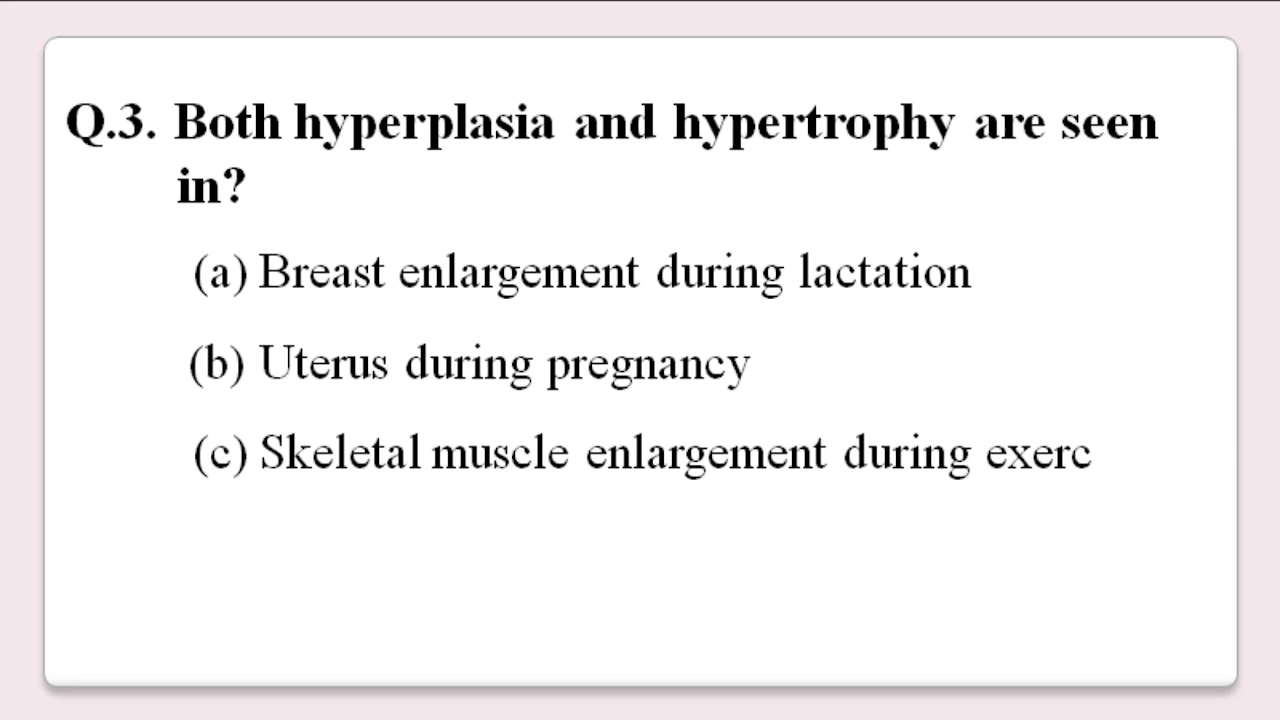 Q.3. Both hyperplasia and hypertrophy are seen
in?
(a) Breast enlargement during lactation
(b) Uterus during pregnancy
(c) Skeletal muscle enlargement during exerc